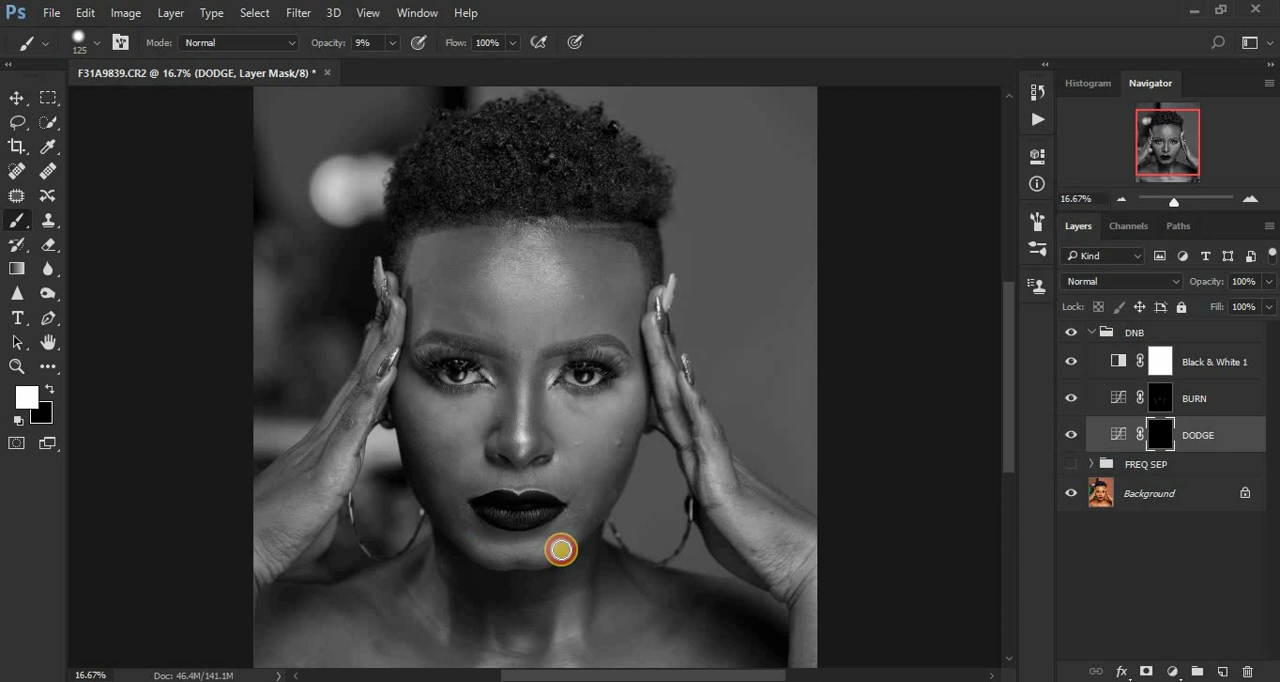 Ps File Edit Image Layer Type Select Filter 3D View Window Help
125 Mode: Normal Opacity: 9% Flow: 100%
F31A9839.CR2 @ 16.7% (DODGE, Layer Mask/8) * ×
Histogram Navigator
16.67%
Layers Channels Paths
Kind
Normal Opacity: 100%
Lock: Fill: 100%
DNB
Black & White 1
BURN
DODGE
FREQ SEP
Background
16.67% Doc: 46.4M/141.1M